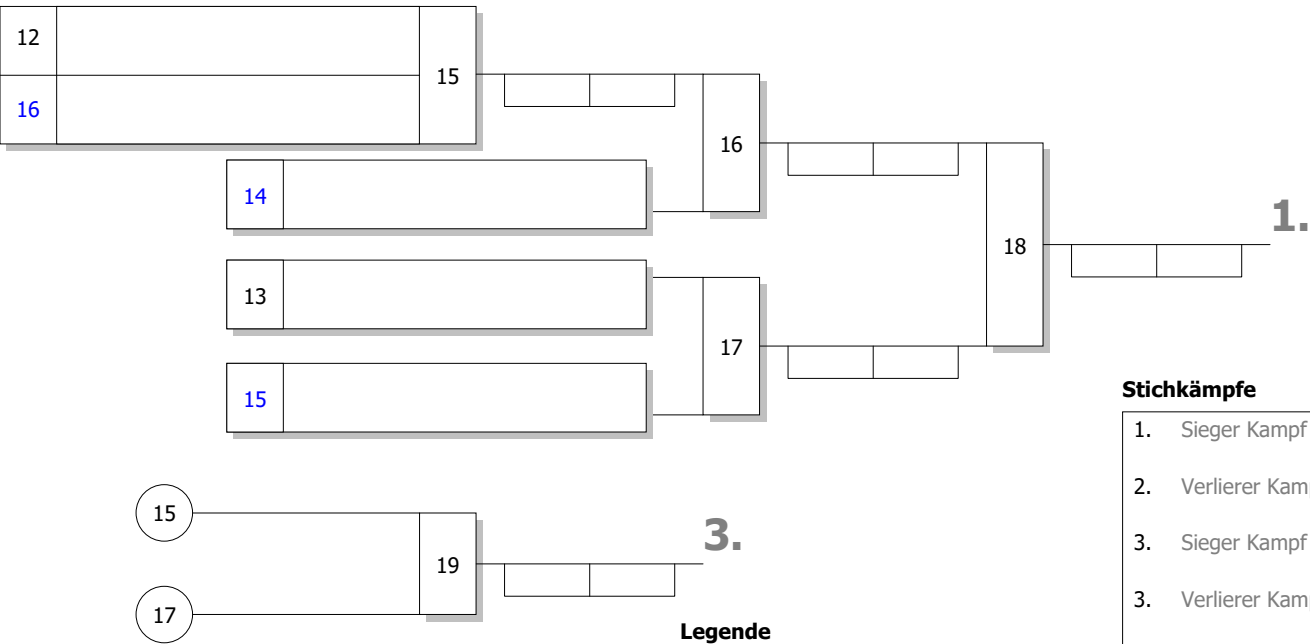 12
15
16
16
14
1.
18
13
17
15
Stichkämpfe
1. Sieger Kampf
2. Verlierer Kam
3. Sieger Kampf
3. Verlierer Kam
15
3.
19
17
Legende